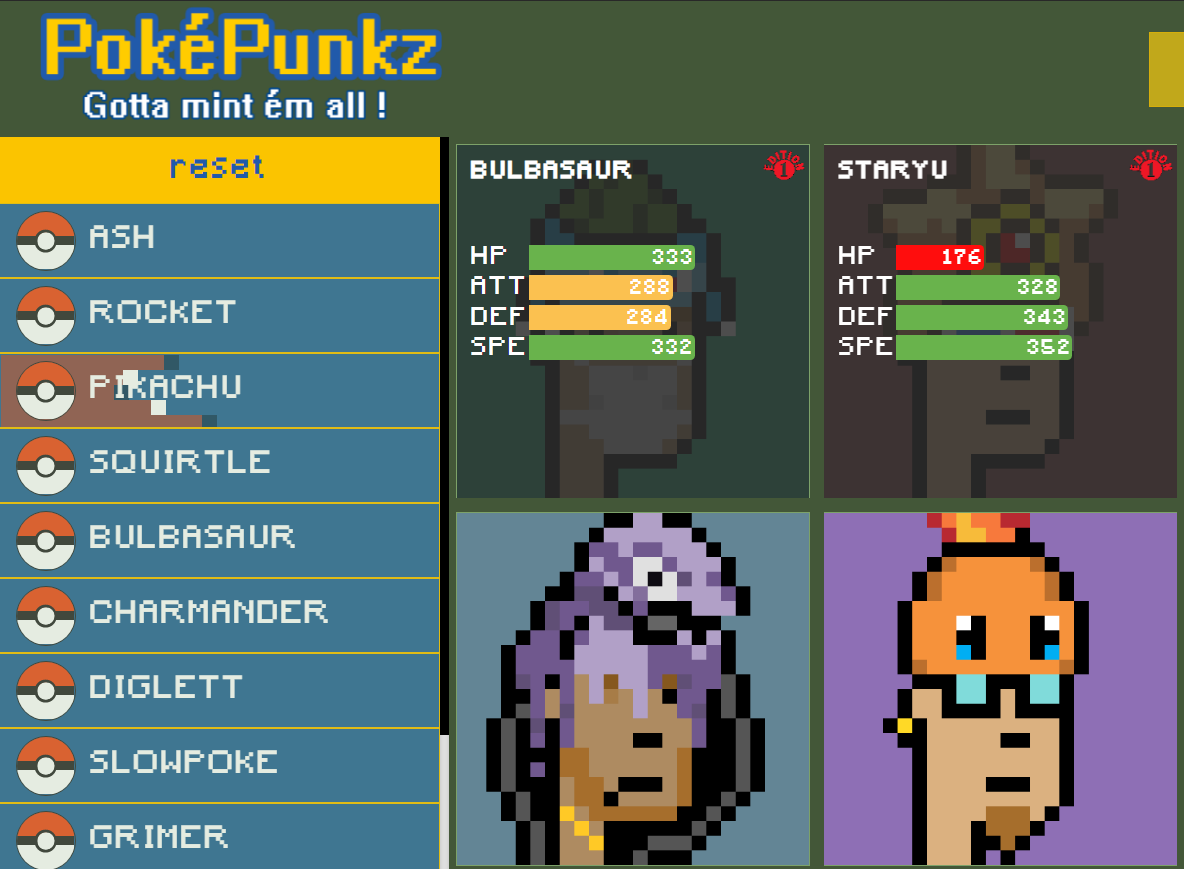 PokéPunkz
Gotta mint ém all !
reset
ASH
ROCKET
PIKACHU
SQUIRTLE
BULBASAUR
CHARMANDER
DIGLETT
SLOWPOKE
GRIMER
BULBASAUR
EDITION
1
HP 333
ATT 288
DEF 284
SPE 332
STARYU
EDITION
1
HP 176
ATT 328
DEF 343
SPE 352